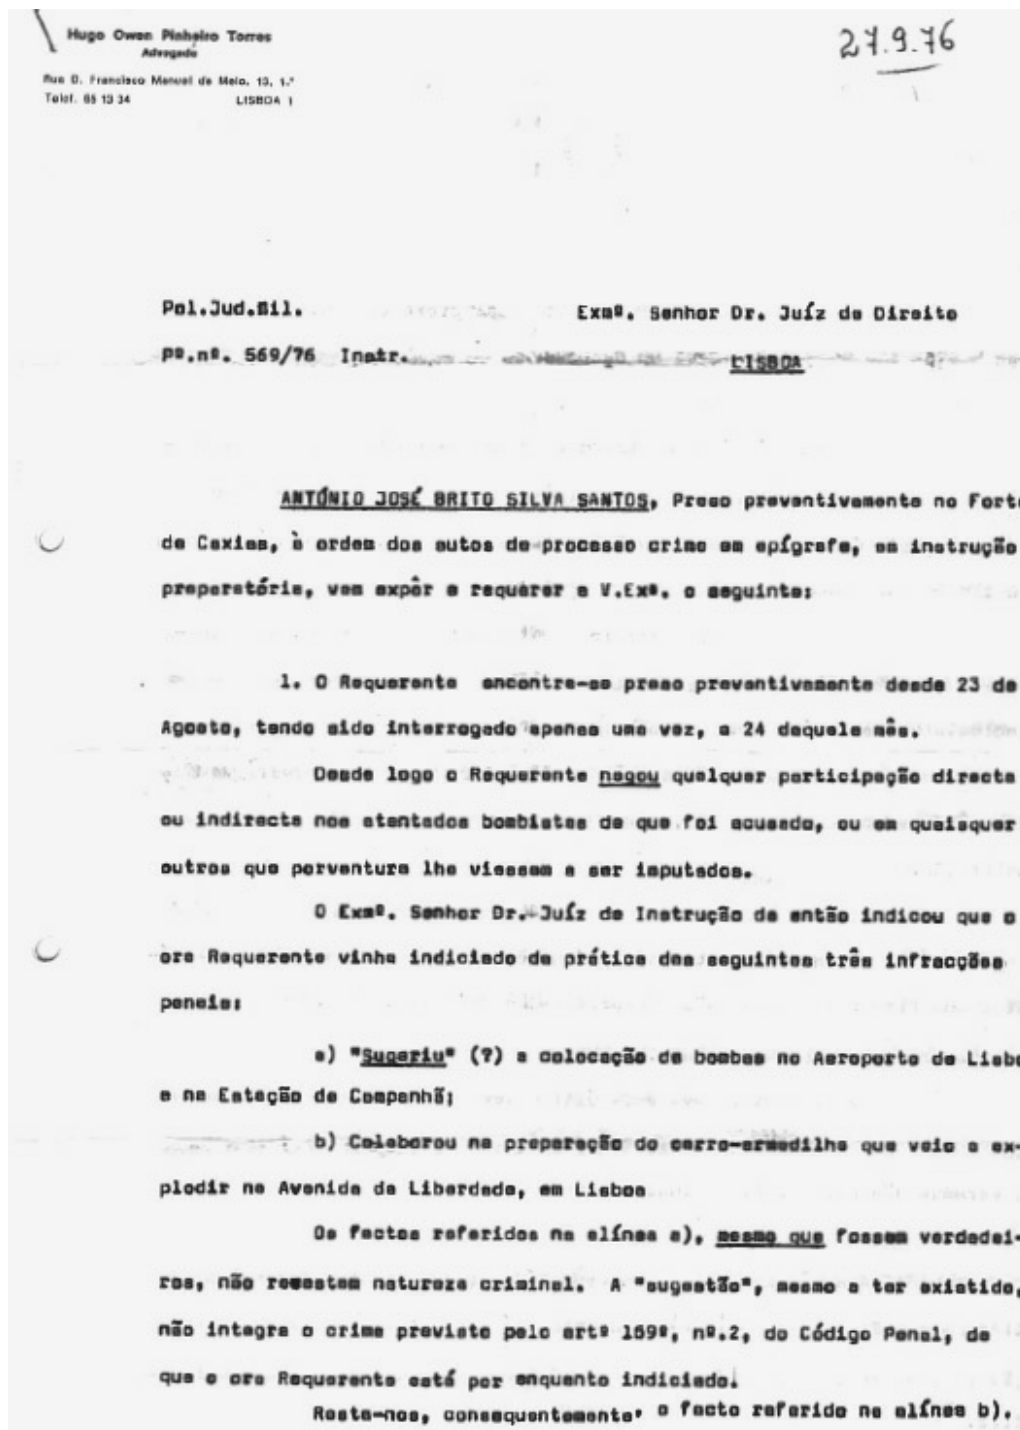 Hugo Owen Pinheiro Torres
Advogado
Rua D. Francisco Manuel de Melo, 13, 1.º
Telef. 65 13 34 LISBOA 1
27.9.76
Pol.Jud.Mil. Exmº. Senhor Dr. Juíz de Direito
Pº.nº. 569/76 Instr.
LISBOA
ANTÓNIO JOSÉ BRITO SILVA SANTOS, Preso preventivamente no Fort
de Caxias, à ordem dos autos de processo crime em epígrafe, em instrução
preparatória, vem expôr e requerer a V.Exª. o seguinte:
1. O Requerente encontra-se preso preventivamente desde 23 de
Agosto, tendo sido interrogado apenas uma vez, a 24 daquele mês.
Desde logo o Requerente negou qualquer participação directa
ou indirecta nos atentados bombistas de que foi acusado, ou em quaisquer
outros que porventura lhe viessem a ser imputados.
O Exmº. Senhor Dr. Juíz de Instrução de então indicou que o
ora Requerente vinha indiciado da prática das seguintes três infracções
penais:
a) "Sugeriu" (?) a colocação de bombas no Aeroporto de Lisb
e na Estação de Campanhã;
b) Colaborou na preparação do carro-armadilha que veio a ex-
plodir na Avenida da Liberdade, em Lisboa
Os factos referidos na alínea a), mesmo que fossem verdadei-
ros, não revestem natureza criminal. A "sugestão", mesmo a ter existido,
não integra o crime previsto pelo artº 169º, nº.2, do Código Penal, de
que o ora Requerente está por enquanto indiciado.
Resta-nos, consequentemente, o facto referido na alínea b).